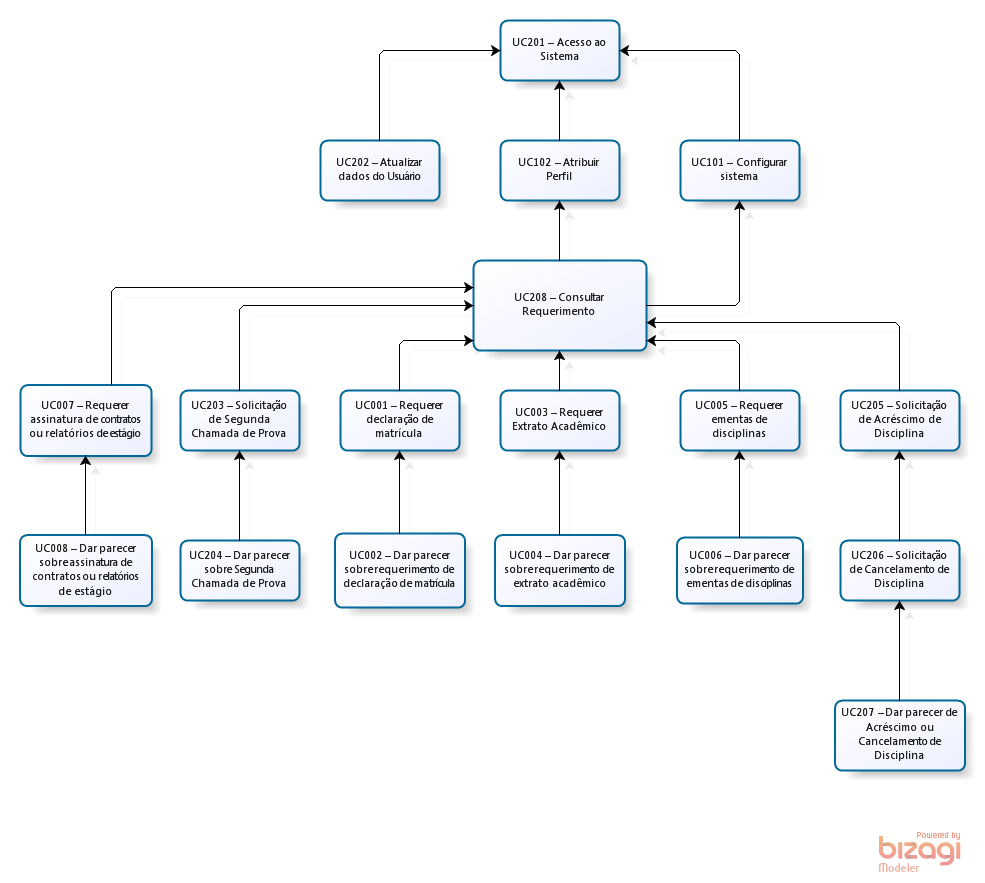 UC201 – Acesso ao
Sistema
UC202 – Atualizar
dados do Usuário
UC102 – Atribuir
Perfil
UC101 – Configurar
sistema
UC208 – Consultar
Requerimento
UC007 – Requerer
assinatura de contratos
ou relatórios de estágio
UC203 – Solicitação
de Segunda
Chamada de Prova
UC001 – Requerer
declaração de
matrícula
UC003 – Requerer
Extrato Acadêmico
UC005 – Requerer
ementas de
disciplinas
UC205 – Solicitação
de Acréscimo de
Disciplina
UC008 – Dar parecer
sobre assinatura de
contratos ou relatórios
de estágio
UC204 – Dar parecer
sobre Segunda
Chamada de Prova
UC002 – Dar parecer
sobre requerimento de
declaração de matrícula
UC004 – Dar parecer
sobre requerimento de
extrato acadêmico
UC006 – Dar parecer
sobre requerimento de
ementas de disciplinas
UC206 – Solicitação
de Cancelamento de
Disciplina
UC207 – Dar parecer de
Acréscimo ou
Cancelamento de
Disciplina
Powered by
bizagi
Modeler